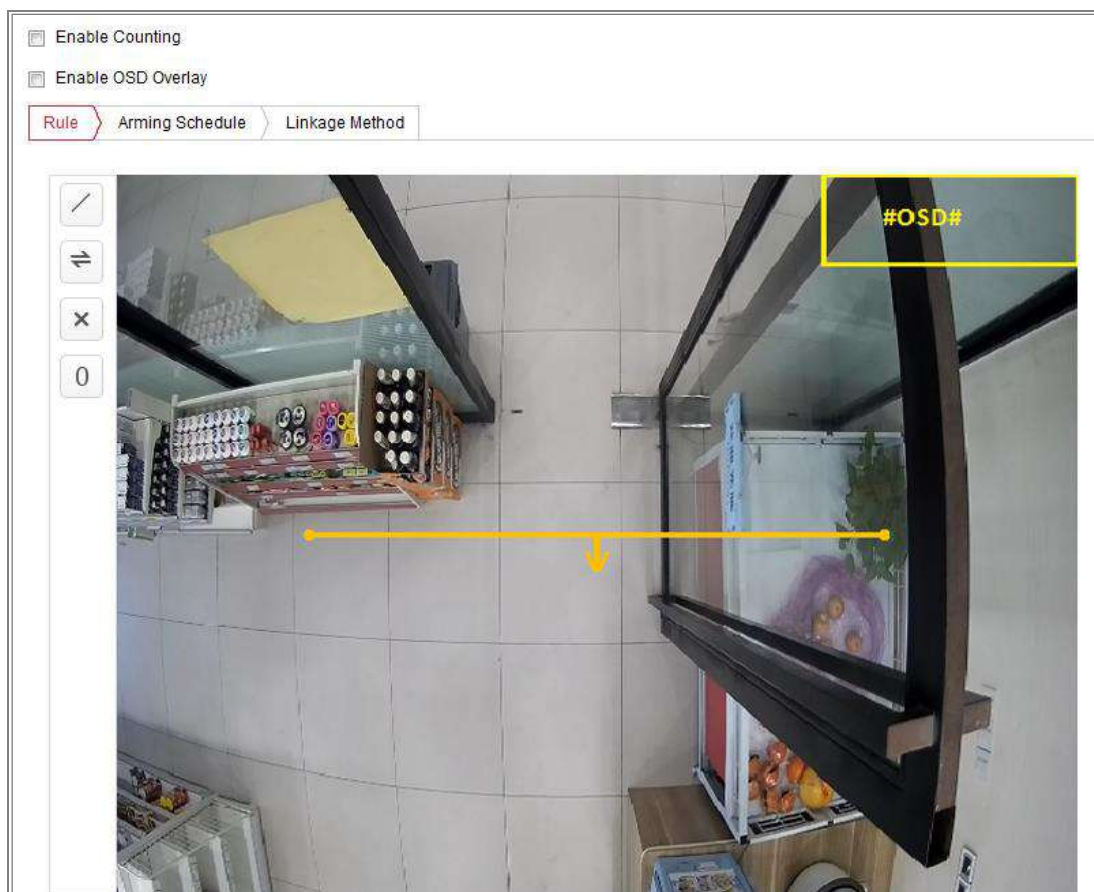 Enable Counting
Enable OSD Overlay
Rule
Arming Schedule
Linkage Method
#OSD#
0